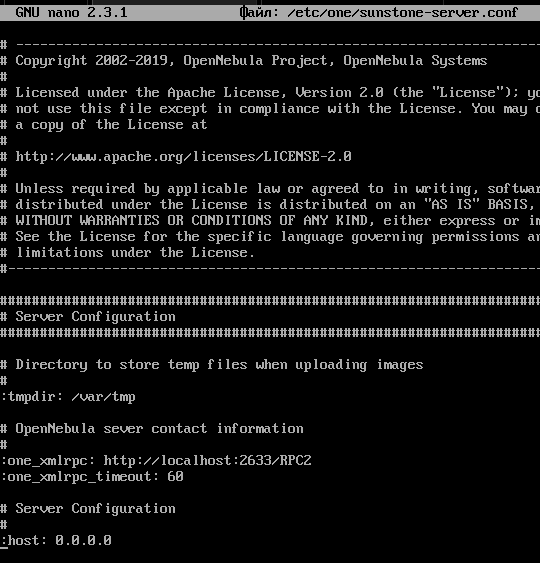 GNU nano 2.3.1 Файл: /etc/one/sunstone-server.conf
# --------------------------------------------------------------------
# Copyright 2002-2019, OpenNebula Project, OpenNebula Systems
#
# Licensed under the Apache License, Version 2.0 (the "License");
# not use this file except in compliance with the License. You may
# a copy of the License at
#
# http://www.apache.org/licenses/LICENSE-2.0
#
# Unless required by applicable law or agreed to in writing,
# distributed under the License is distributed on an "AS IS" BASIS,
# WITHOUT WARRANTIES OR CONDITIONS OF ANY KIND, either express or
# See the License for the specific language governing permissions
# limitations under the License.
#--------------------------------------------------------------------
####################################################################
# Server Configuration
####################################################################
# Directory to store temp files when uploading images
#
:tmpdir: /var/tmp
# OpenNebula sever contact information
#
:one_xmlrpc: http://localhost:2633/RPC2
:one_xmlrpc_timeout: 60
# Server Configuration
#
:host: 0.0.0.0